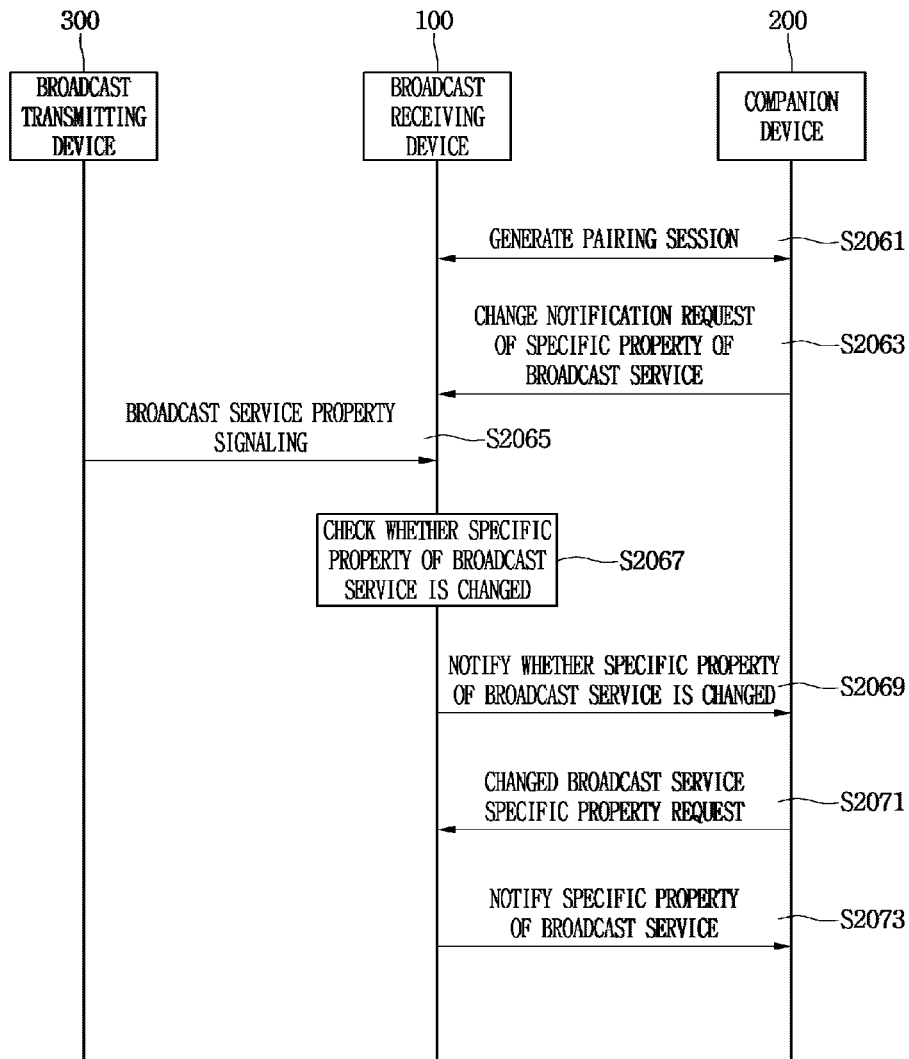 300
100
200
BROADCAST
TRANSMITTING
DEVICE
BROADCAST
RECEIVING
DEVICE
COMPANION
DEVICE
GENERATE PAIRING SESSION
S2061
CHANGE NOTIFICATION REQUEST
OF SPECIFIC PROPERTY OF
BROADCAST SERVICE
S2063
BROADCAST SERVICE PROPERTY
SIGNALING
S2065
CHECK WHETHER SPECIFIC
PROPERTY OF BROADCAST
SERVICE IS CHANGED
S2067
NOTIFY WHETHER SPECIFIC PROPERTY
OF BROADCAST SERVICE IS CHANGED
S2069
CHANGED BROADCAST SERVICE
SPECIFIC PROPERTY REQUEST
S2071
NOTIFY SPECIFIC PROPERTY
OF BROADCAST SERVICE
S2073